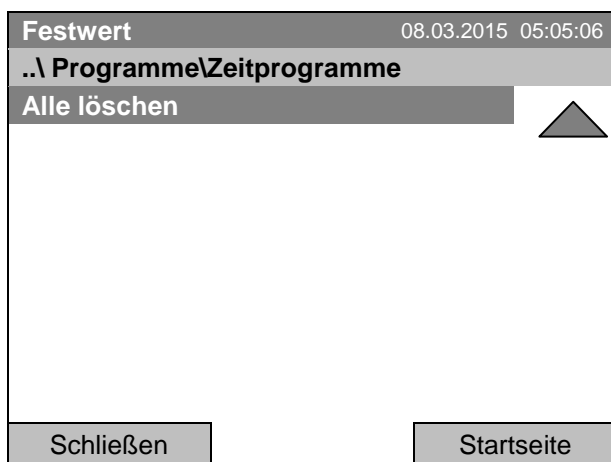 Festwert 08.03.2015 05:05:06
..\ Programme\Zeitprogramme
Alle löschen
Schließen Startseite